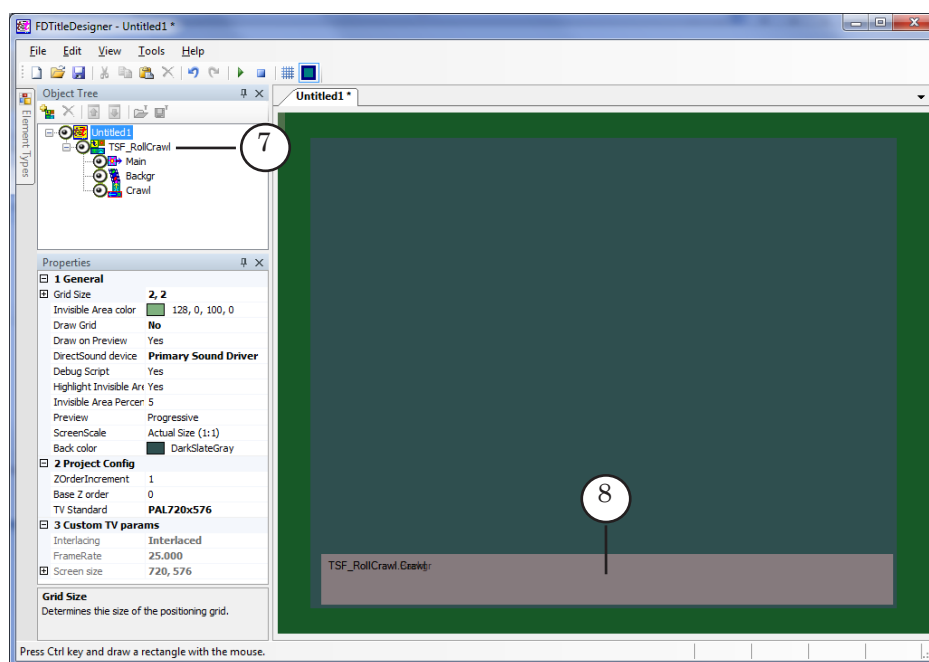 FDTitleDesigner - Untitled1 *
File Edit View Tools Help
Object Tree
Untitled1 *
Element Types
Untitled1
TSF_RollCrawl
7
Main
Backgr
Crawl
Properties
1 General
Grid Size 2, 2
Invisible Area color 128, 0, 100, 0
Draw Grid No
Draw on Preview Yes
DirectSound device Primary Sound Driver
Debug Script Yes
Highlight Invisible Are Yes
Invisible Area Percer 5
Preview Progressive
ScreenScale Actual Size (1:1)
Back color DarkSlateGray
2 Project Config
ZOrderIncrement 1
Base Z order 0
TV Standard PAL720x576
3 Custom TV params
Interlacing Interlaced
FrameRate 25.000
Screen size 720, 576
8
TSF_RollCrawl.
Grid Size
Determines thie size of the positioning grid.
Press Ctrl key and draw a rectangle with the mouse.